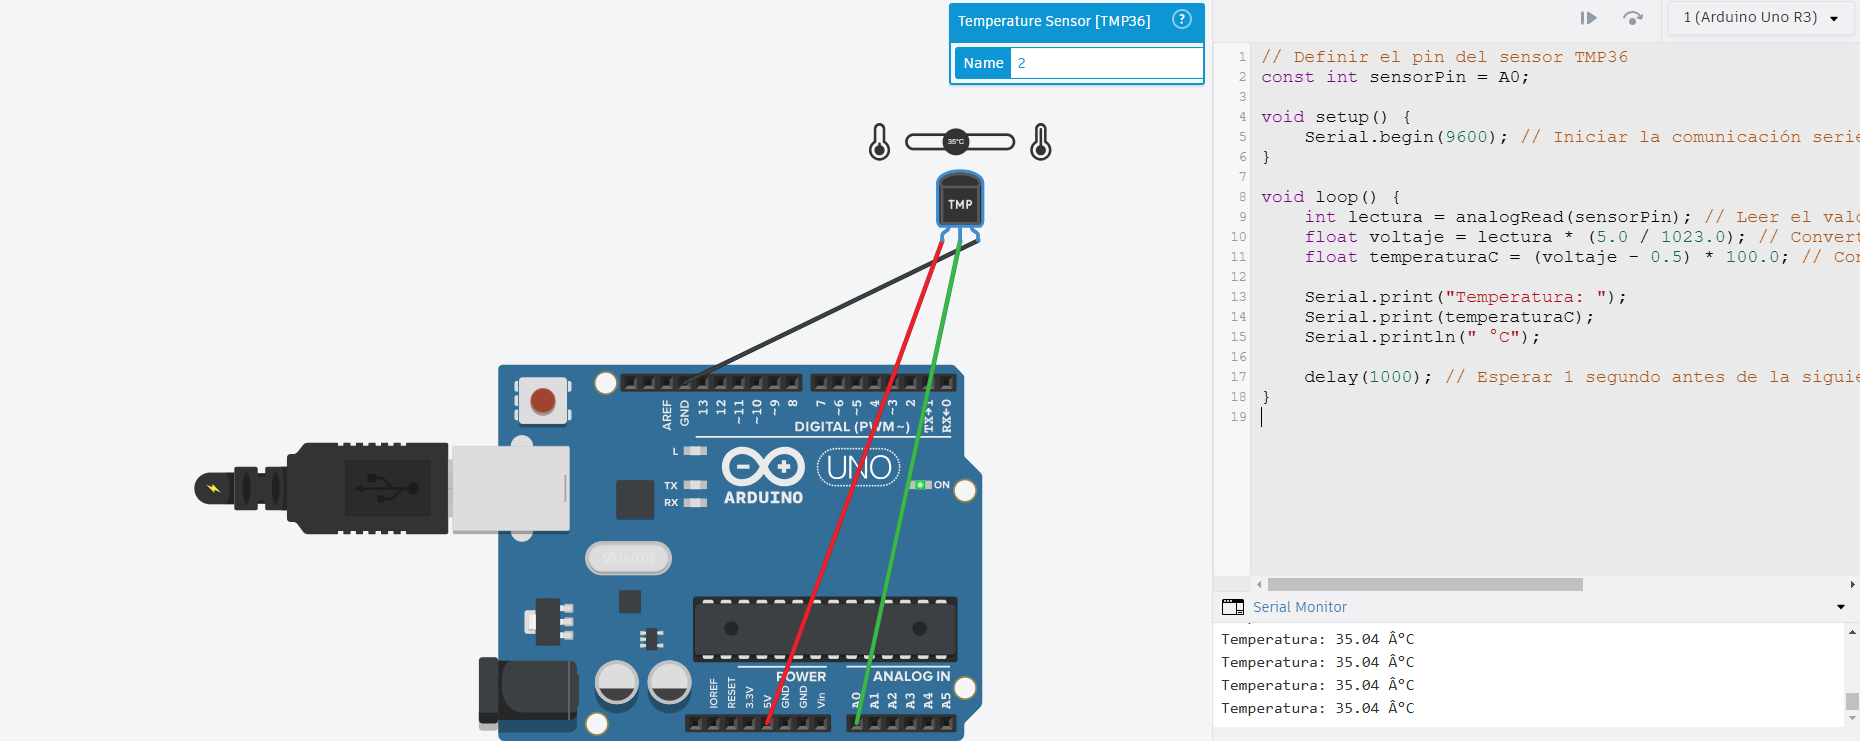 Temperature Sensor [TMP36]
?
Name
2
35°C
TMP
AREF
GND
13
12
~11
~10
~9
8
7
~6
~5
4
~3
2
TX→1
RX←0
DIGITAL (PWM~)
L
TX
RX
ARDUINO
UNO
ON
SPK16.000G
IOREF
RESET
3.3V
5V
GND
GND
Vin
POWER
ANALOG IN
A0
A1
A2
A3
A4
A5
1 (Arduino Uno R3)
1 // Definir el pin del sensor TMP36
2 const int sensorPin = A0;
3
4 void setup() {
5 Serial.begin(9600); // Iniciar la comunicación serie
6 }
7
8 void loop() {
9 int lectura = analogRead(sensorPin); // Leer el valo
10 float voltaje = lectura * (5.0 / 1023.0); // Convert
11 float temperaturaC = (voltaje - 0.5) * 100.0; // Con
12
13 Serial.print("Temperatura: ");
14 Serial.print(temperaturaC);
15 Serial.println(" °C");
16
17 delay(1000); // Esperar 1 segundo antes de la siguie
18 }
19
Serial Monitor
Temperatura: 35.04 Â°C
Temperatura: 35.04 Â°C
Temperatura: 35.04 Â°C
Temperatura: 35.04 Â°C